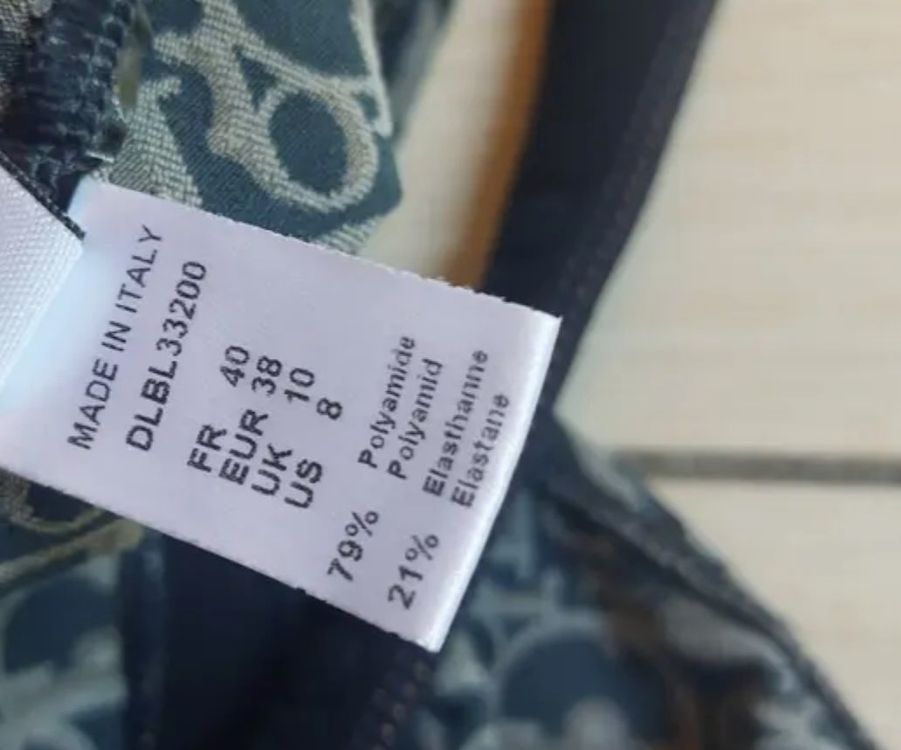 MADE IN ITALY
DLBL33200
FR 40
EUR 38
UK 10
US 8
79% Polyamide
Polyamid
21% Elasthanne
Elastane